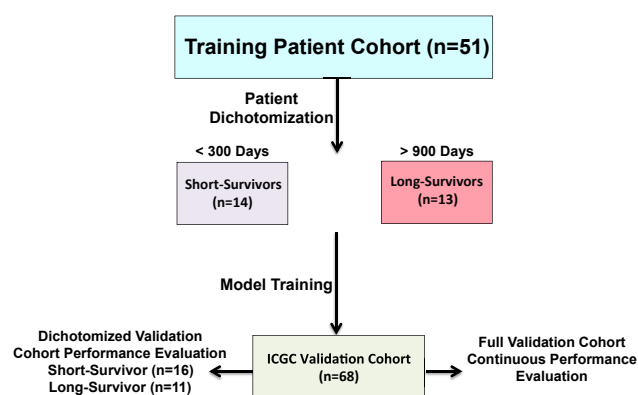 Training Patient Cohort (n=51)
Patient
Dichotomization
< 300 Days
> 900 Days
Short-Survivors
(n=14)
Long-Survivors
(n=13)
Model Training
Dichotomized Validation
Cohort Performance Evaluation
Short-Survivor (n=16)
Long-Survivor (n=11)
ICGC Validation Cohort
(n=68)
Full Validation Cohort
Continuous Performance
Evaluation